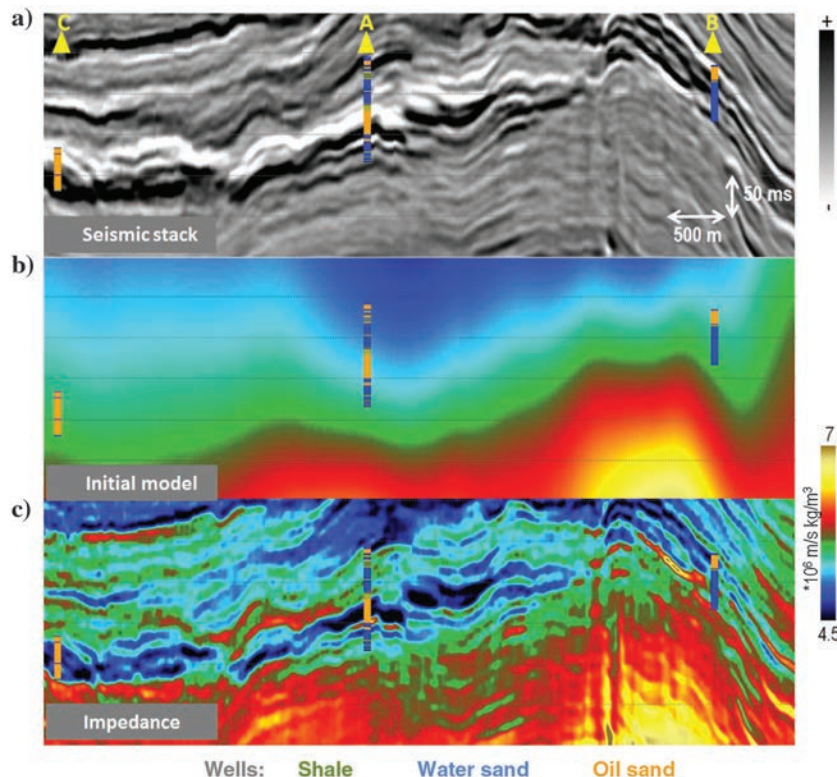 a)
C A B
+
50 ms
-
500 m
Seismic stack
b)
7
Initial model
c)
*10⁶ m/s kg/m³
4.5
Impedance
Wells: Shale Water sand Oil sand